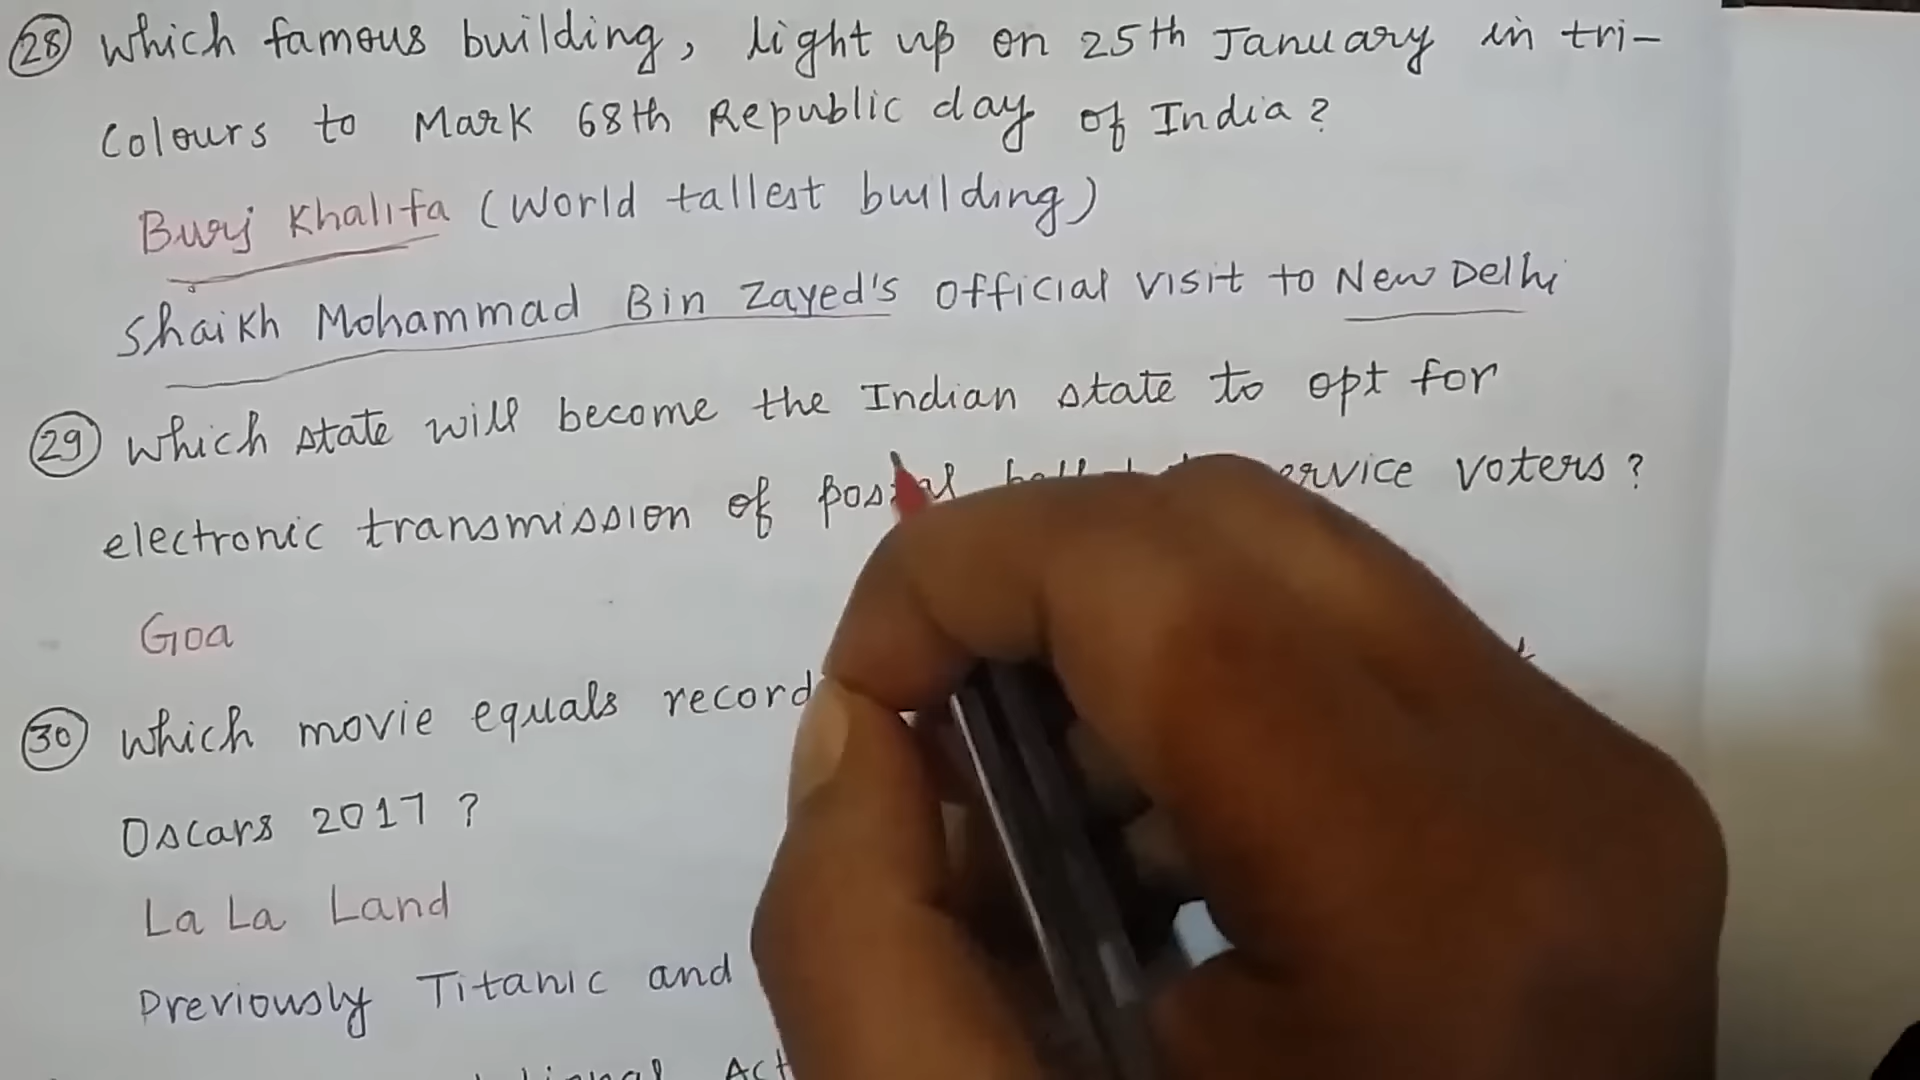 28 Which famous building, light up on 25th January in tri-
colours to Mark 68th Republic day of India?
Burj Khalifa (World tallest building)
Shaikh Mohammad Bin Zayed's official visit to New Delhi
29 Which state will become the Indian state to opt for
electronic transmission of postal voters?
Goa
30 Which movie equals record
Oscars 2017?
La La Land
Previously Titanic and
Act